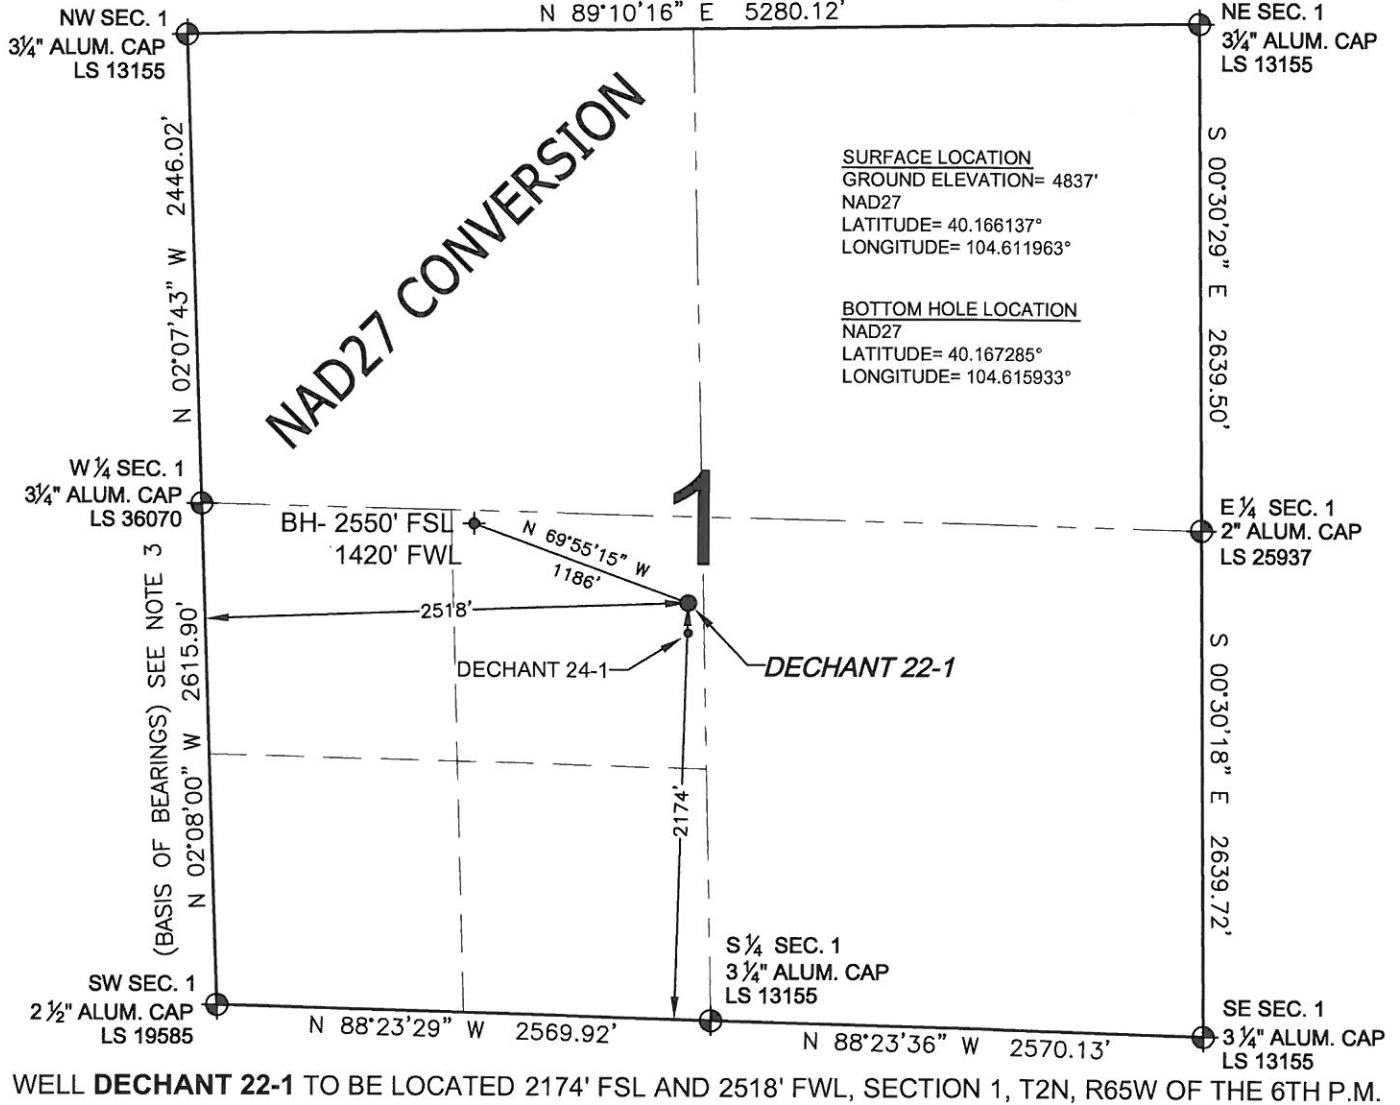 N 89°10'16" E 5280.12'
NW SEC. 1
3¼" ALUM. CAP
LS 13155
NE SEC. 1
3¼" ALUM. CAP
LS 13155
N 02°07'43" W 2446.02'
NAD27 CONVERSION
SURFACE LOCATION
GROUND ELEVATION= 4837'
NAD27
LATITUDE= 40.166137°
LONGITUDE= 104.611963°
BOTTOM HOLE LOCATION
NAD27
LATITUDE= 40.167285°
LONGITUDE= 104.615933°
S 00°30'29" E 2639.50'
W ¼ SEC. 1
3¼" ALUM. CAP
LS 36070
1
E ¼ SEC. 1
2" ALUM. CAP
LS 25937
BH- 2550' FSL
1420' FWL
N 69°55'15" W
1186'
2518'
DECHANT 24-1
DECHANT 22-1
2174'
(BASIS OF BEARINGS) SEE NOTE 3
N 02°08'00" W 2615.90'
S 00°30'18" E 2639.72'
S ¼ SEC. 1
3 ¼" ALUM. CAP
LS 13155
SW SEC. 1
2 ½" ALUM. CAP
LS 19585
SE SEC. 1
3 ¼" ALUM. CAP
LS 13155
N 88°23'29" W 2569.92'
N 88°23'36" W 2570.13'
WELL DECHANT 22-1 TO BE LOCATED 2174' FSL AND 2518' FWL, SECTION 1, T2N, R65W OF THE 6TH P.M.